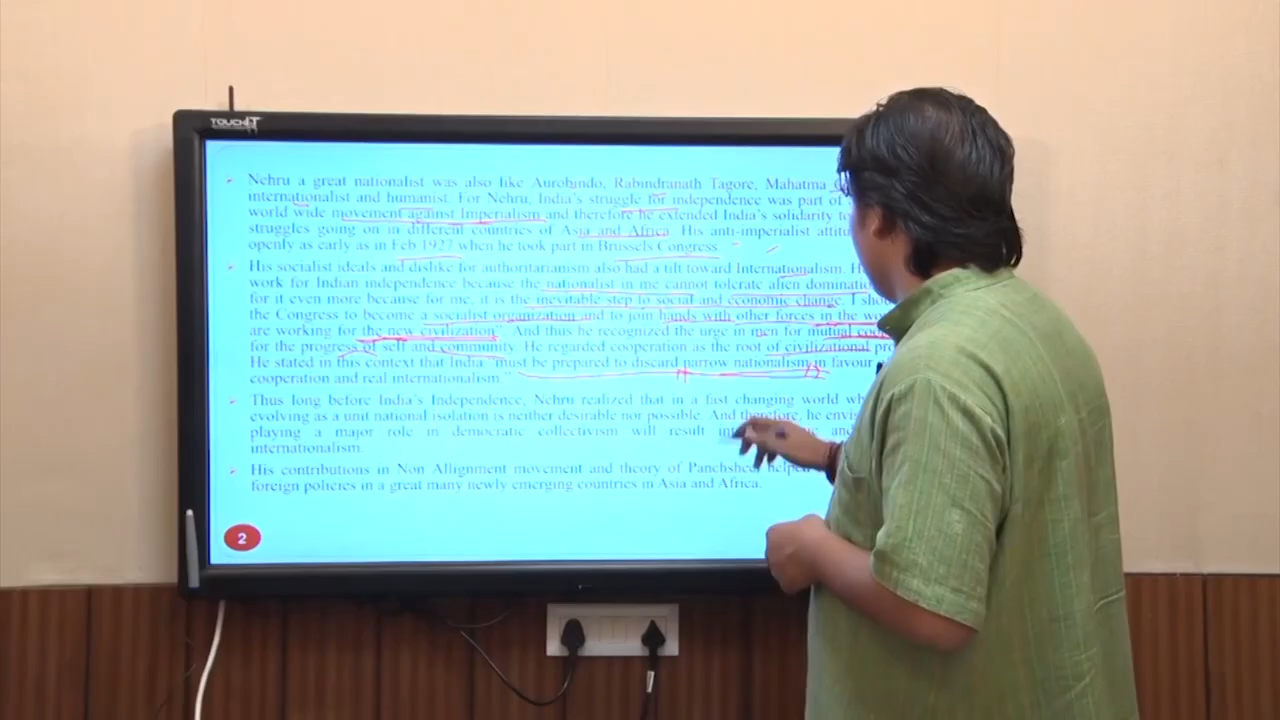 TOUCHIT
Nehru a great nationalist was also like Aurobindo, Rabindranath Tagore, Mahatma
internationalist and humanist. For Nehru, India's struggle for independence was part of
world wide movement against Imperialism and therefore he extended India's solidarity to
struggles going on in different countries of Asia and Africa. His anti-imperialist
openly as early as in Feb 1927 when he took part in Brussels Congress.
His socialist ideals and dislike for authoritarianism also had a tilt toward Internationalism.
work for Indian independence because the nationalist in me cannot tolerate alien
for it even more because for me, it is the inevitable step to social and economic change. I
the Congress to become a socialist organization and to join hands with other forces in the
are working for the new civilization". And thus he recognized the urge in men for mutual
for the progress of self and community. He regarded cooperation as the root of civilizational
He stated in this context that India "must be prepared to discard narrow nationalism in favour
cooperation and real internationalism."
Thus long before India's Independence, Nehru realized that in a fast changing world
evolving as a unit national isolation is neither desirable nor possible. And therefore, he
playing a major role in democratic collectivism will result
internationalism.
His contributions in Non Allignment movement and theory of Panchsheel helped
foreign policies in a great many newly emerging countries in Asia and Africa.
2